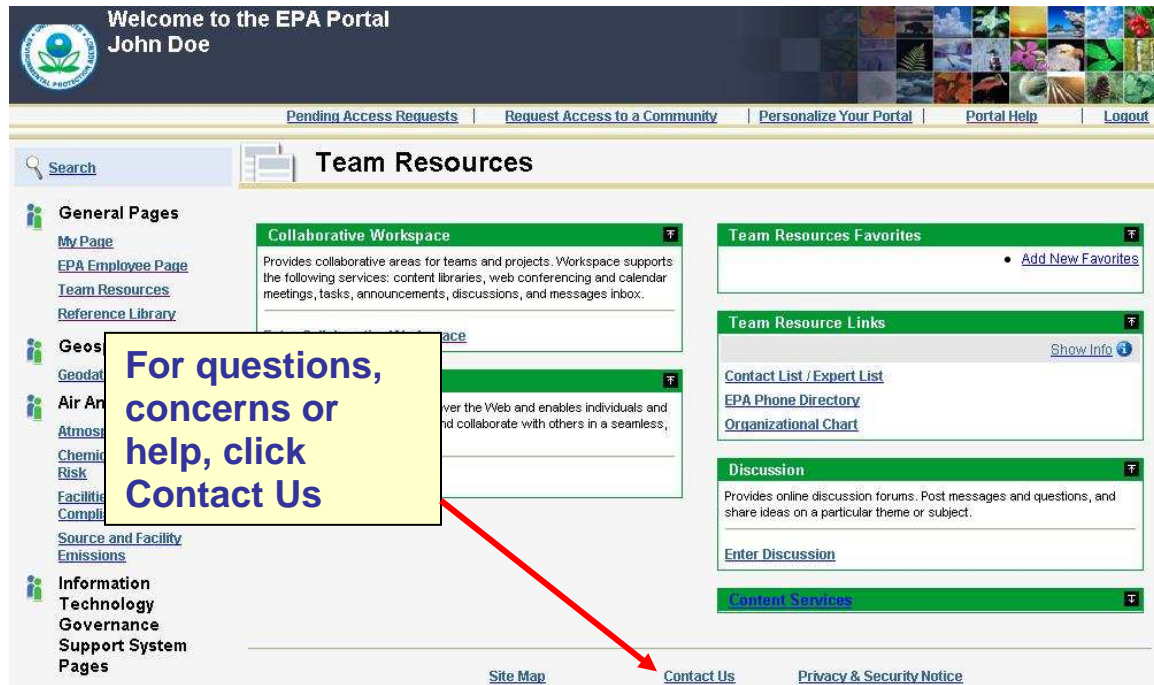 Welcome to the EPA Portal
John Doe
Pending Access Requests | Request Access to a Community | Personalize Your Portal | Portal Help | Logout
Search
Team Resources
General Pages
My Page
EPA Employee Page
Team Resources
Reference Library
Collaborative Workspace
Provides collaborative areas for teams and projects. Workspace supports
the following services: content libraries, web conferencing and calendar
meetings, tasks, announcements, discussions, and messages inbox.
Team Resources Favorites
Add New Favorites
Team Resource Links
Show Info
Contact List / Expert List
EPA Phone Directory
Organizational Chart
For questions,
concerns or
help, click
Contact Us
over the Web and enables individuals and
collaborate with others in a seamless,
Air
Risk
Source and Facility
Emissions
Discussion
Provides online discussion forums. Post messages and questions, and
share ideas on a particular theme or subject.
Enter Discussion
Content Services
Information
Technology
Governance
Support System
Pages
Site Map
Contact Us
Privacy & Security Notice